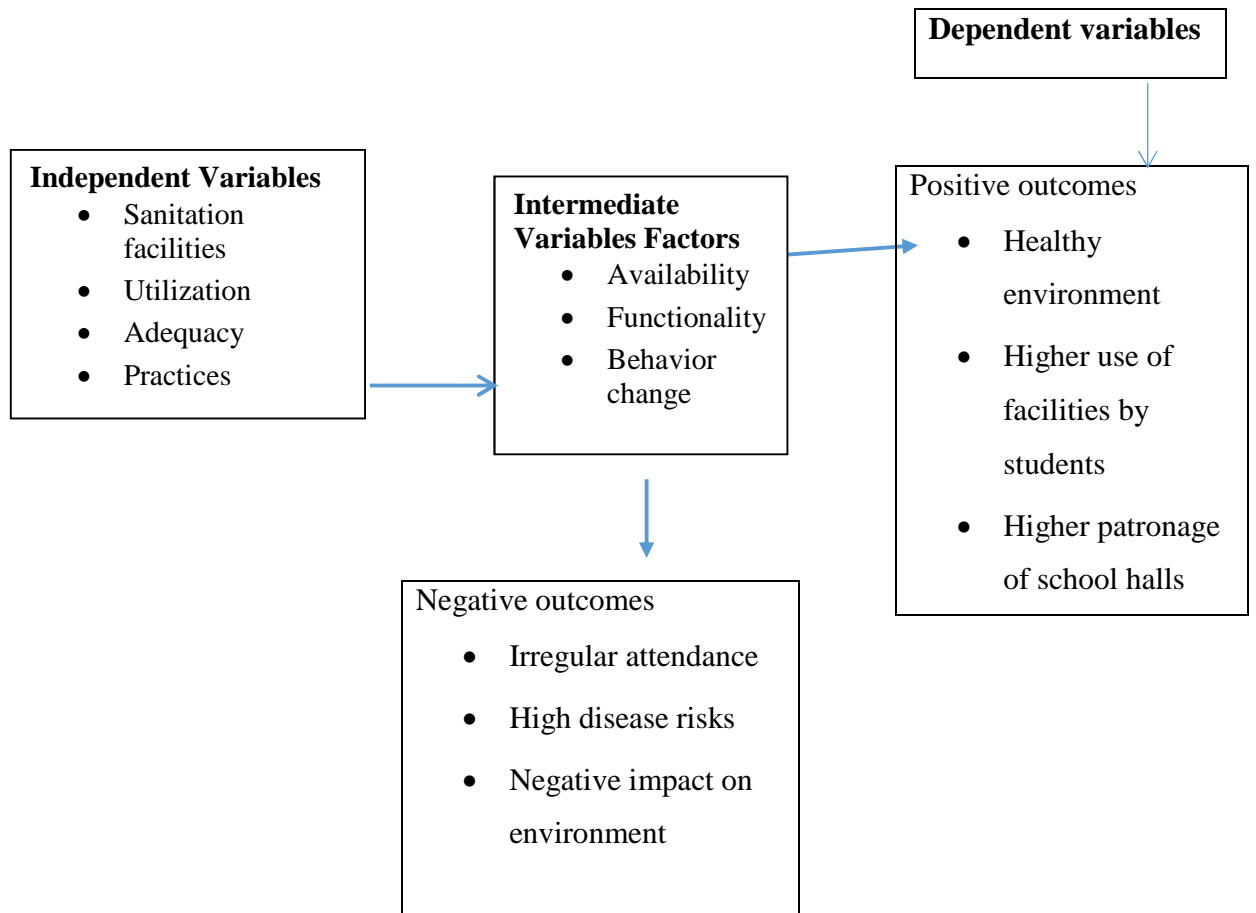 Dependent variables
Independent Variables
• Sanitation
facilities
• Utilization
• Adequacy
• Practices
Intermediate
Variables Factors
• Availability
• Functionality
• Behavior
change
Positive outcomes
• Healthy
environment
• Higher use of
facilities by
students
• Higher patronage
of school halls
Negative outcomes
• Irregular attendance
• High disease risks
• Negative impact on
environment